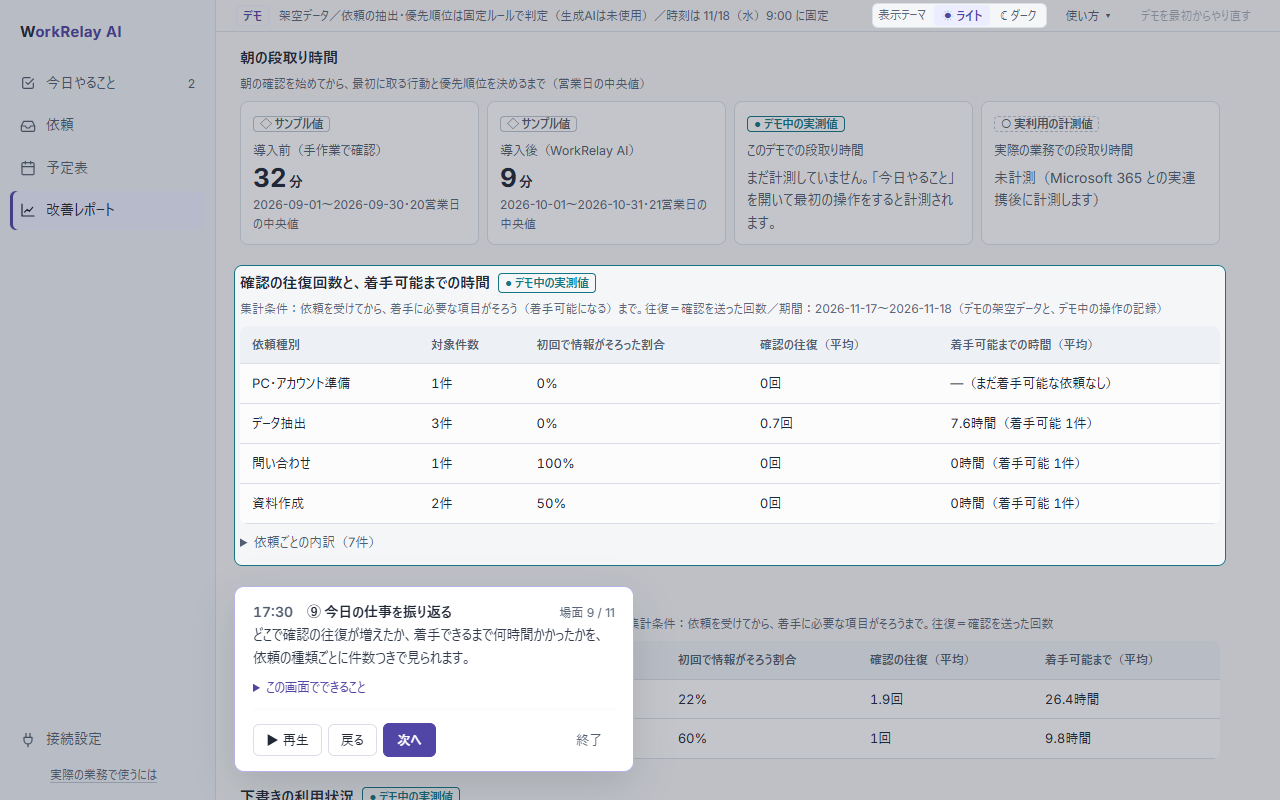 WorkRelay AI
今日やること 2
依頼
予定表
改善レポート
接続設定
実際の業務で使うには
デモ 架空データ／依頼の抽出・優先順位は固定ルールで判定（生成AIは未使用）／時刻は 11/18（水）9:00 に固定
表示テーマ ライト ダーク 使い方 ▾ デモを最初からやり直す
朝の段取り時間
朝の確認を始めてから、最初に取る行動と優先順位を決めるまで（営業日の中央値）
◇ サンプル値
導入前（手作業で確認）
32 分
2026-09-01～2026-09-30・20営業日
の中央値
◇ サンプル値
導入後（WorkRelay AI）
9 分
2026-10-01～2026-10-31・21営業日の
中央値
● デモ中の実測値
このデモでの段取り時間
まだ計測していません。「今日やること」
を開いて最初の操作をすると計測され
ます。
○ 実利用の計測値
実際の業務での段取り時間
未計測（Microsoft 365 との実連
携後に計測します）
確認の往復回数と、着手可能までの時間 ● デモ中の実測値
集計条件：依頼を受けてから、着手に必要な項目がそろう（着手可能になる）まで。往復＝確認を送った回数／期間：2026-11-17～2026-11-18（デモの架空データと、デモ中の操作の記録）
依頼種別 対象件数 初回で情報がそろった割合 確認の往復（平均） 着手可能までの時間（平均）
PC・アカウント準備 1件 0% 0回 —（まだ着手可能な依頼なし）
データ抽出 3件 0% 0.7回 7.6時間（着手可能 1件）
問い合わせ 1件 100% 0回 0時間（着手可能 1件）
資料作成 2件 50% 0回 0時間（着手可能 1件）
▶ 依頼ごとの内訳（7件）
集計条件：依頼を受けてから、着手に必要な項目がそろうまで。往復＝確認を送った回数
初回で情報がそろう割合 確認の往復（平均） 着手可能まで（平均）
22% 1.9回 26.4時間
60% 1回 9.8時間
17:30 ⑨ 今日の仕事を振り返る 場面 9 / 11
どこで確認の往復が増えたか、着手できるまで何時間かかったかを、
依頼の種類ごとに件数つきで見られます。
▶ この画面でできること
▶ 再生 戻る 次へ 終了
下書きの利用状況 ● デモ中の実測値